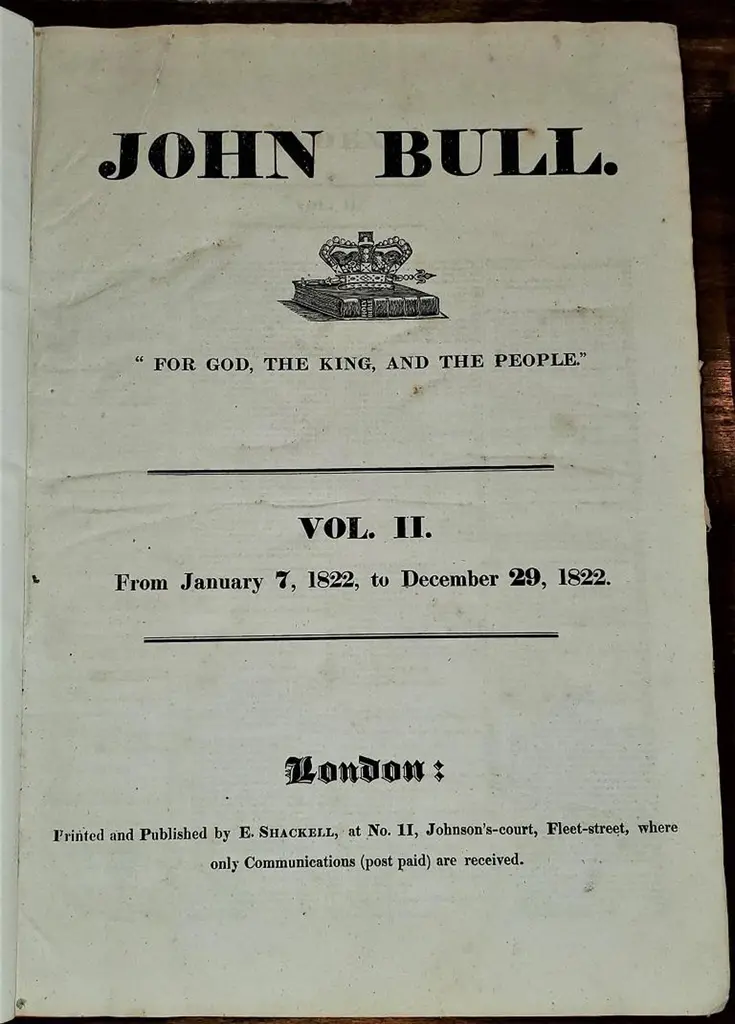 JOHN BULL.
HOLY BIBLE
“ FOR GOD, THE KING, AND THE PEOPLE.”
VOL. II.
From January 7, 1822, to December 29, 1822.
London:
Printed and Published by E. SHACKELL, at No. 11, Johnson's-court, Fleet-street, where
only Communications (post paid) are received.